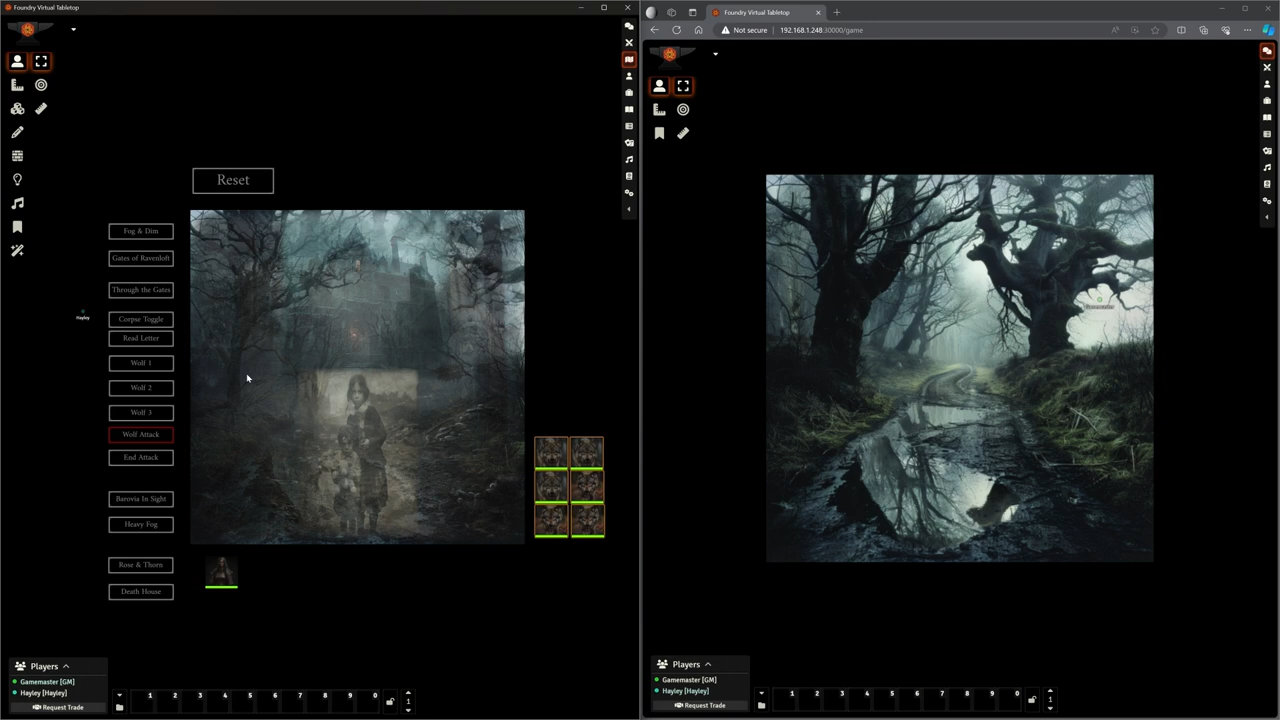 Foundry Virtual Tabletop
Reset
Fog & Dim
Gates of Ravenloft
Through the Gates
Hayley
Corpse Toggle
Read Letter
Wolf 1
Wolf 2
Wolf 3
Wolf Attack
End Attack
Barovia In Sight
Heavy Fog
Rose & Thorn
Death House
Players
Gamemaster [GM]
Hayley [Hayley]
Request Trade
1 2 3 4 5 6 7 8 9 0
1
Foundry Virtual Tabletop
Not secure 192.168.1.248:30000/game
Gamemaster
Players
Gamemaster [GM]
Hayley [Hayley]
Request Trade
1 2 3 4 5 6 7 8 9 0
1